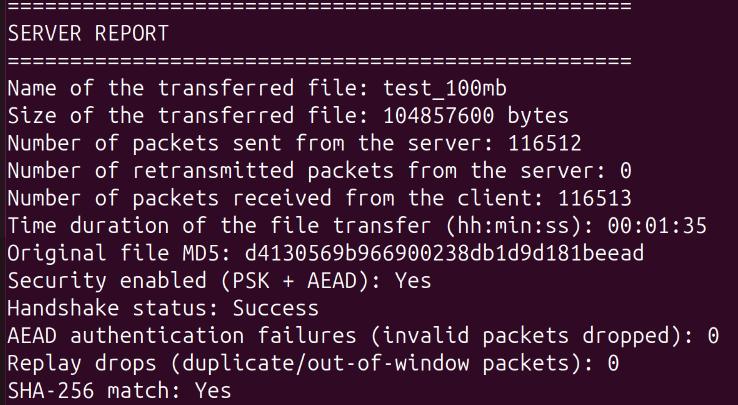 ==================================================
SERVER REPORT
==================================================
Name of the transferred file: test_100mb
Size of the transferred file: 104857600 bytes
Number of packets sent from the server: 116512
Number of retransmitted packets from the server: 0
Number of packets received from the client: 116513
Time duration of the file transfer (hh:min:ss): 00:01:35
Original file MD5: d4130569b966900238db1d9d181beead
Security enabled (PSK + AEAD): Yes
Handshake status: Success
AEAD authentication failures (invalid packets dropped): 0
Replay drops (duplicate/out-of-window packets): 0
SHA-256 match: Yes